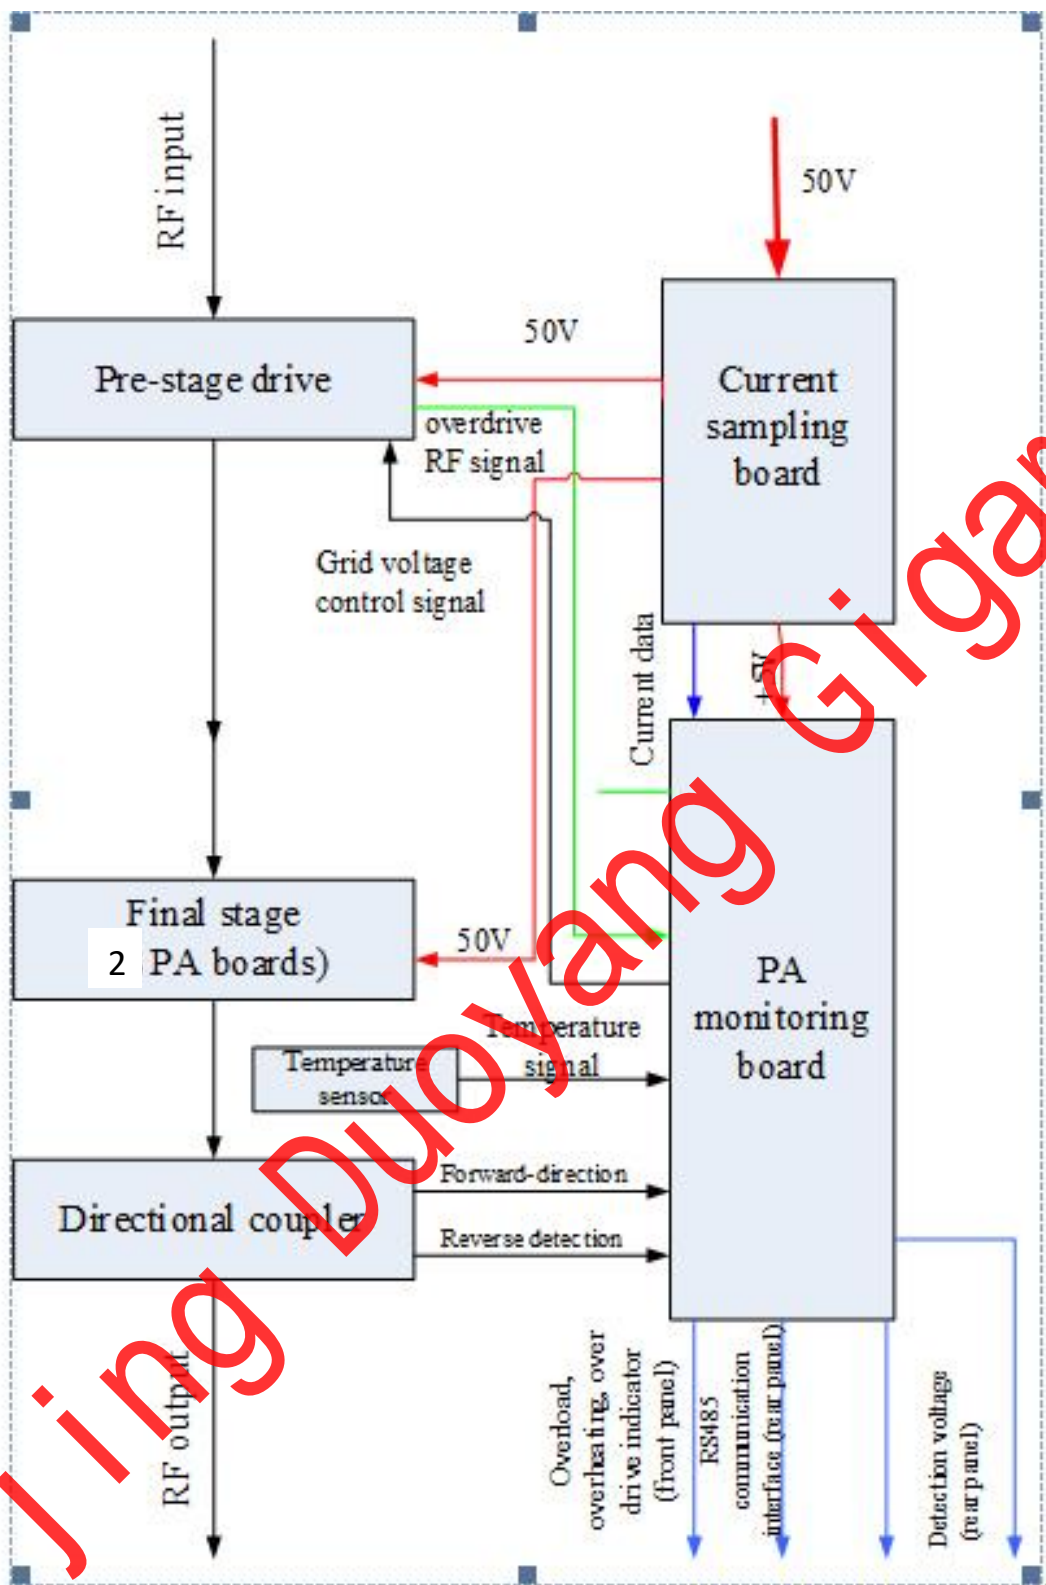 RF input
50V
Pre-stage drive
50V
Current
sampling
board
overdrive
RF signal
Grid voltage
control signal
Current data
+5V
Final stage
2 PA boards)
50V
PA
monitoring
board
Temperature
signal
Temperature
sensor
Directional coupler
Forward-direction
Reverse detection
RF output
Overload,
overheating, over
drive indicator
(front panel)
RS485
communication
interface (rear panel)
Detection voltage
(rear panel)
jing Duoyang Giga